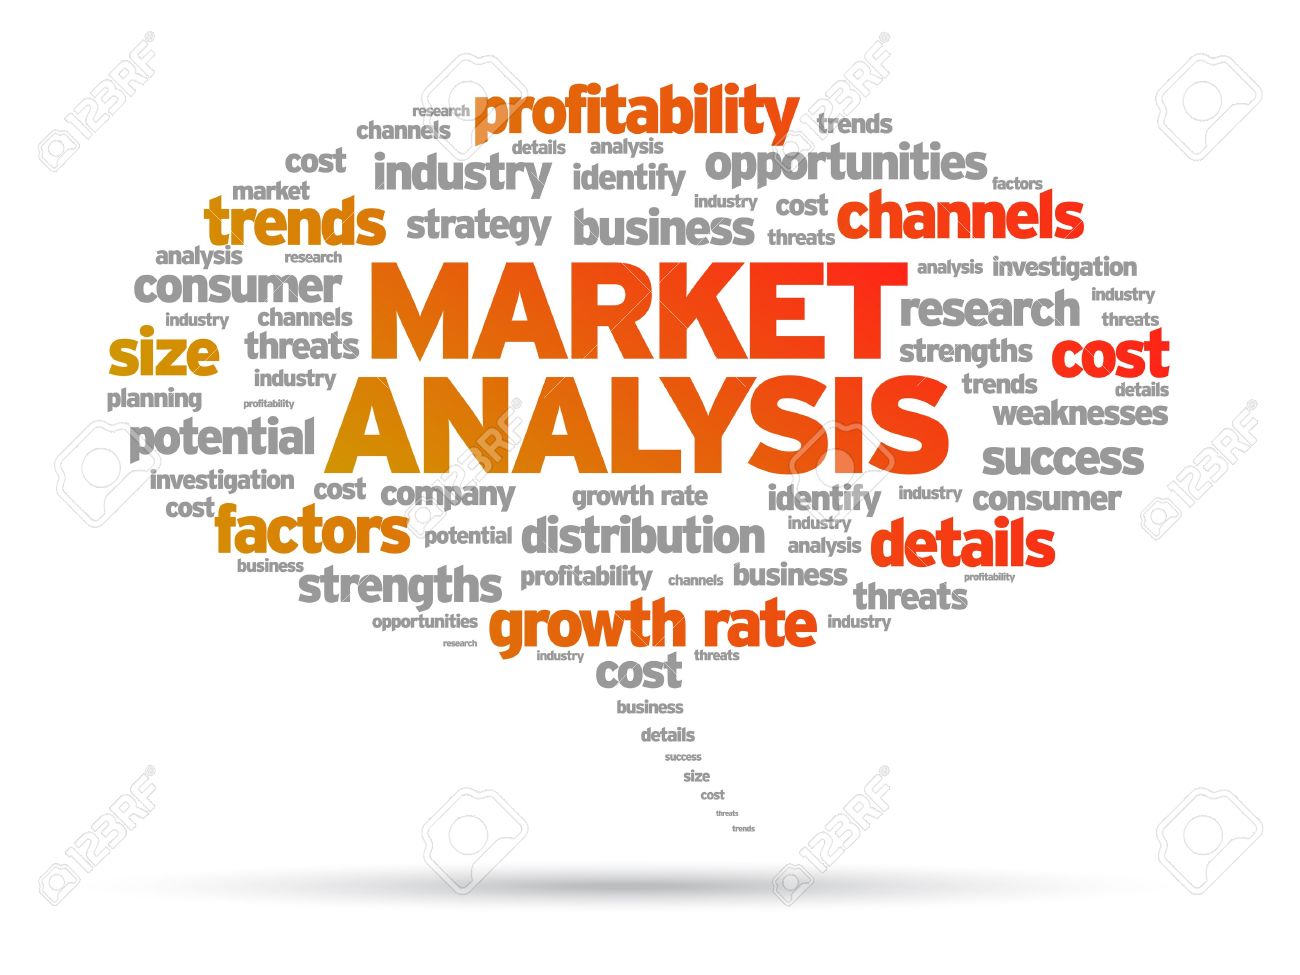 profitability
research
channels
trends
details analysis
cost industry identify opportunities
market
factors
industry cost channels
trends strategy business threats
analysis research
MARKET
analysis investigation
consumer
industry channels
research industry threats
size threats
strengths cost
industry
trends details
planning profitability
weaknesses
ANALYSIS
potential
success
investigation cost company growth rate identify industry consumer
cost
factors potential distribution industry analysis details
business
strengths profitability channels business profitability
threats
opportunities growth rate industry
research
industry threats
cost
business
details
success
size
cost
threats
trends
123RF
123RF
123RF
123RF
123RF
123RF
123RF
123RF
123RF